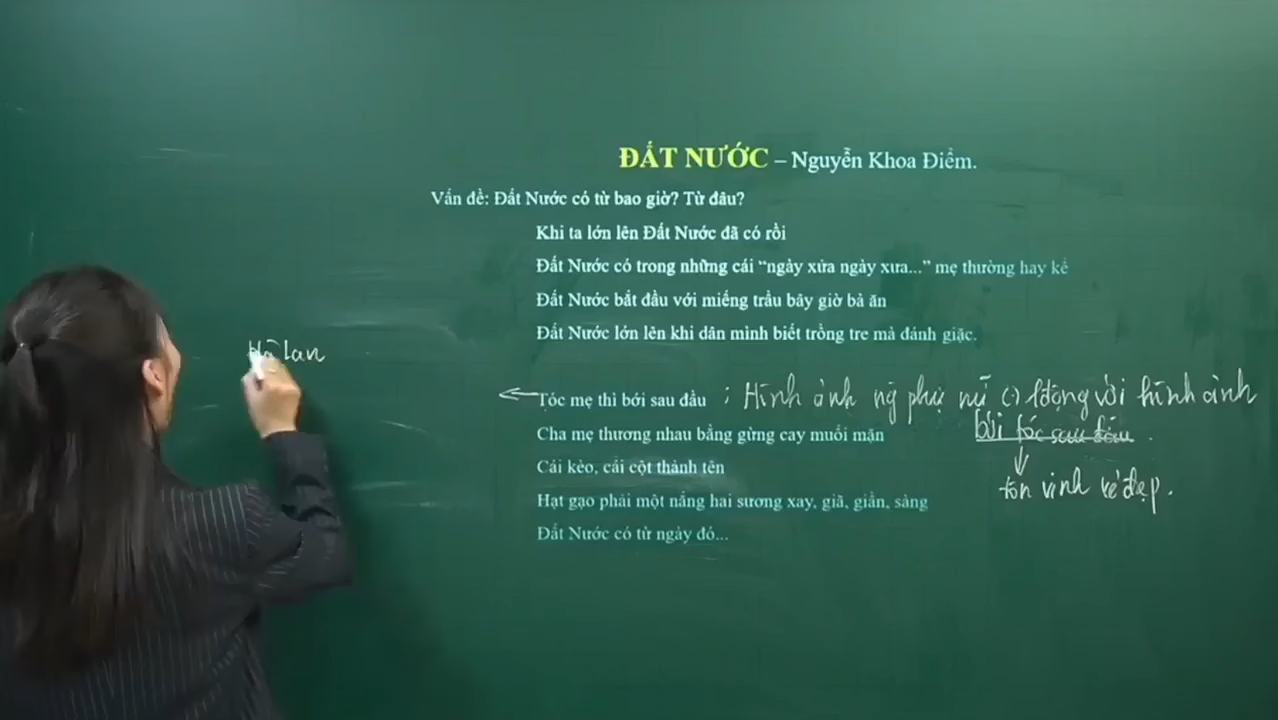 ĐẤT NƯỚC – Nguyễn Khoa Điềm.
Vấn đề: Đất Nước có từ bao giờ? Từ đâu?
Khi ta lớn lên Đất Nước đã có rồi
Đất Nước có trong những cái “ngày xửa ngày xưa...” mẹ thường hay kể
Đất Nước bắt đầu với miếng trầu bây giờ bà ăn
Đất Nước lớn lên khi dân mình biết trồng tre mà đánh giặc.
lan
Tóc mẹ thì bới sau đầu : Hình ảnh ng phụ nữ LĐ động với hình ảnh
bới tóc sau đầu.
Cha mẹ thương nhau bằng gừng cay muối mặn
Cái kèo, cái cột thành tên
tôn vinh vẻ đẹp.
Hạt gạo phải một nắng hai sương xay, giã, giần, sàng
Đất Nước có từ ngày đó...